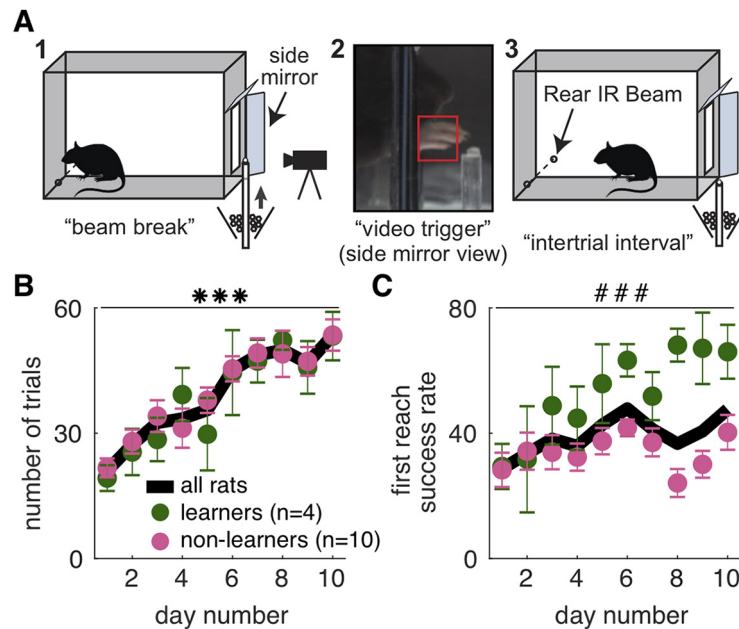 A
1
side
mirror
"beam break"
2
"video trigger"
(side mirror view)
3
Rear IR Beam
"intertrial interval"
B
60
30
0
number of trials
***
all rats
learners (n=4)
non-learners (n=10)
2 4 6 8 10
day number
C
80
40
0
first reach
success rate
# # #
2 4 6 8 10
day number